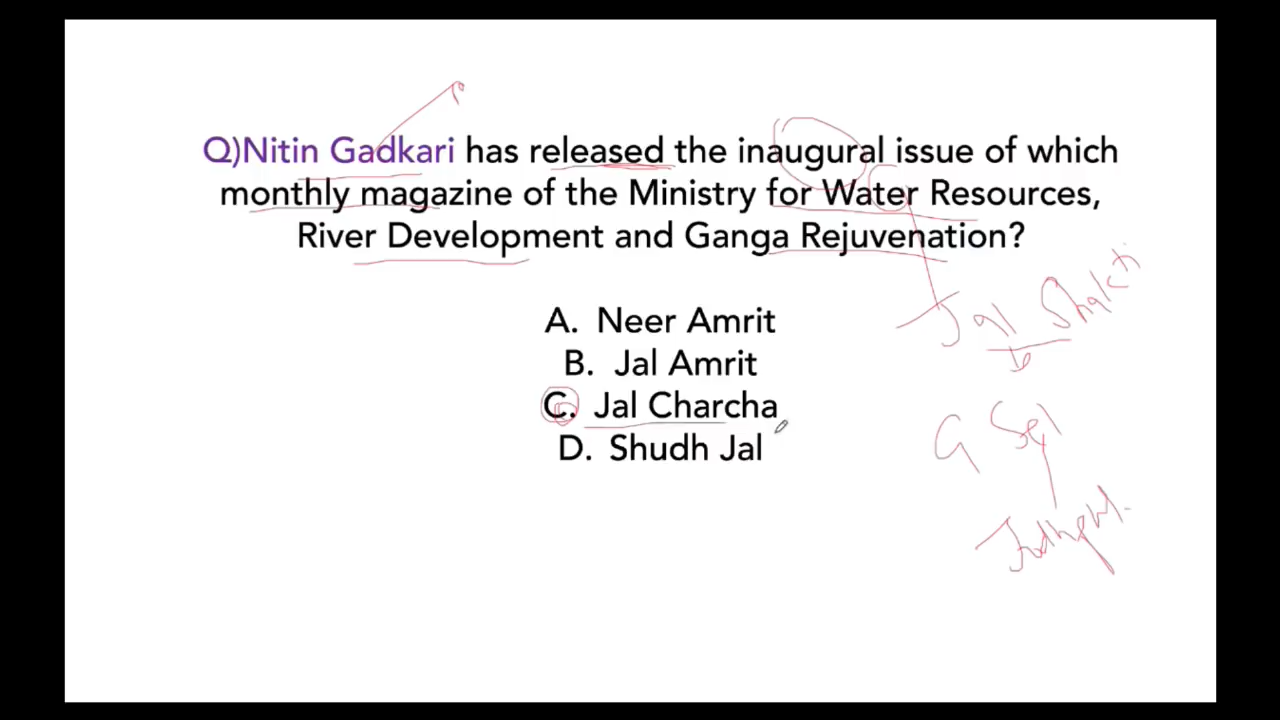 Q)Nitin Gadkari has released the inaugural issue of which
monthly magazine of the Ministry for Water Resources,
River Development and Ganga Rejuvenation?
A. Neer Amrit
B. Jal Amrit
C. Jal Charcha
D. Shudh Jal
Jal Shakti